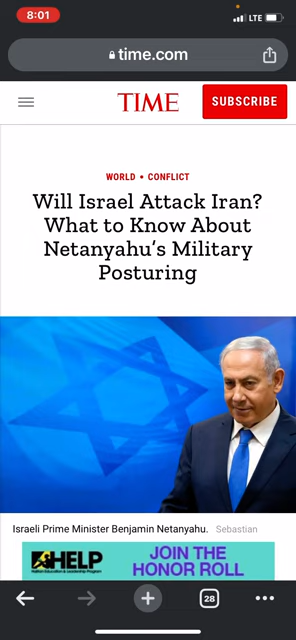 8:01
LTE
time.com
TIME
SUBSCRIBE
WORLD • CONFLICT
Will Israel Attack Iran?
What to Know About
Netanyahu’s Military
Posturing
Israeli Prime Minister Benjamin Netanyahu. Sebastian
HELP
JOIN THE
HONOR ROLL
28